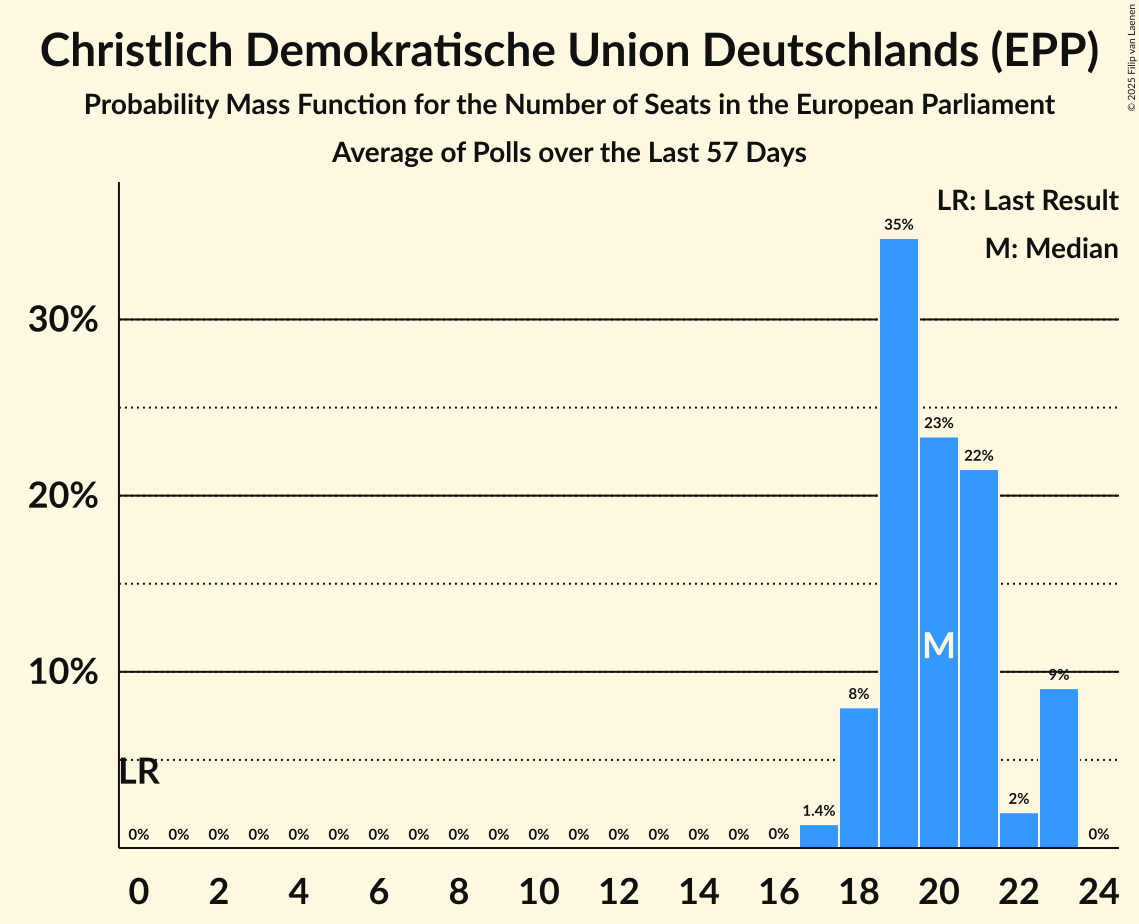 Christlich Demokratische Union Deutschlands (EPP)
Probability Mass Function for the Number of Seats in the European Parliament
Average of Polls over the Last 57 Days
© 2025 Filip van Laenen
LR: Last Result
M: Median
30%
20%
10%
35%
23%
22%
M
9%
8%
LR
2%
1.4%
0% 0% 0% 0% 0% 0% 0% 0% 0% 0% 0% 0% 0% 0% 0% 0% 0% 0%
0 2 4 6 8 10 12 14 16 18 20 22 24